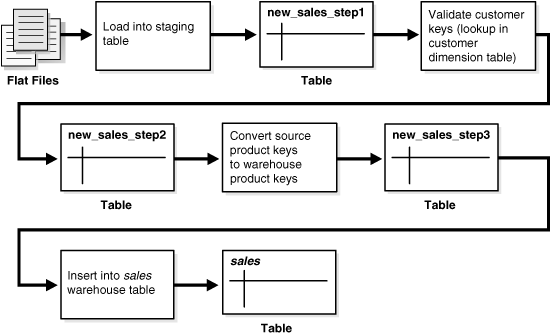 Flat Files
Load into staging
table
new_sales_step1
Table
Validate customer
keys (lookup in
customer
dimension table)
new_sales_step2
Table
Convert source
product keys
to warehouse
product keys
new_sales_step3
Table
Insert into sales
warehouse table
sales
Table